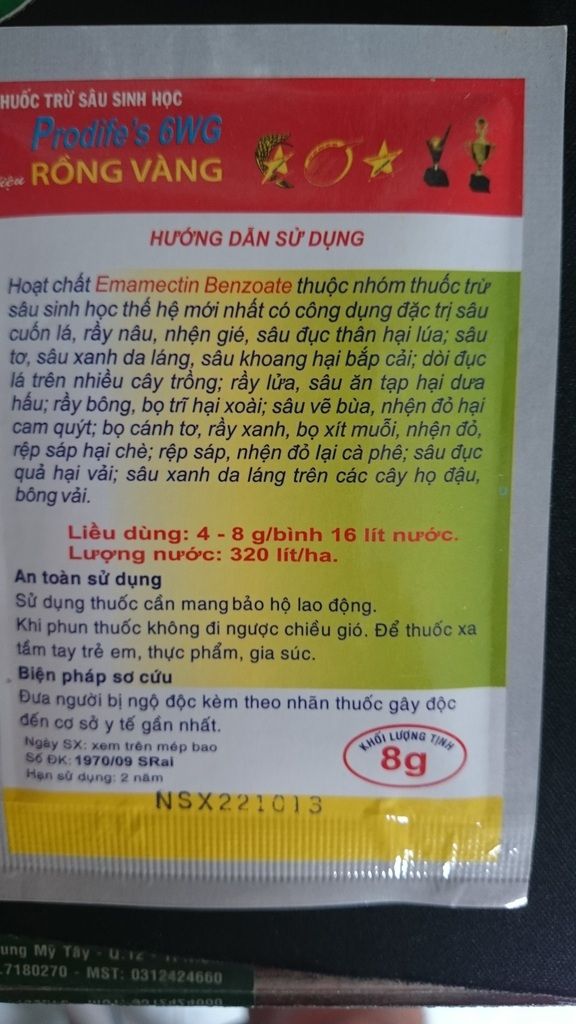 HUỐC TRỪ SÂU SINH HỌC
Prodife's 6WG
iệu RỒNG VÀNG
HƯỚNG DẪN SỬ DỤNG
Hoạt chất Emamectin Benzoate thuộc nhóm thuốc trừ
sâu sinh học thế hệ mới nhất có công dụng đặc trị sâu
cuốn lá, rầy nâu, nhện gié, sâu đục thân hại lúa; sâu
tơ, sâu xanh da láng, sâu khoang hại bắp cải; dòi đục
lá trên nhiều cây trồng; rầy lửa, sâu ăn tạp hại dưa
hấu; rầy bông, bọ trĩ hại xoài; sâu vẽ bùa, nhện đỏ hại
cam quýt; bọ cánh tơ, rầy xanh, bọ xít muỗi, nhện đỏ,
rệp sáp hại chè; rệp sáp, nhện đỏ lại cà phê; sâu đục
quả hại vải; sâu xanh da láng trên các cây họ đậu,
bông vải.
Liều dùng: 4 - 8 g/bình 16 lít nước.
Lượng nước: 320 lít/ha.
An toàn sử dụng
Sử dụng thuốc cần mang bảo hộ lao động.
Khi phun thuốc không đi ngược chiều gió. Để thuốc xa
tầm tay trẻ em, thực phẩm, gia súc.
Biện pháp sơ cứu
Đưa người bị ngộ độc kèm theo nhãn thuốc gây độc
đến cơ sở y tế gần nhất.
Ngày SX: xem trên mép bao
Số ĐK: 1970/09 SRal
Hạn sử dụng: 2 năm
KHỐI LƯỢNG TỊNH
8g
NSX221013
ung Mỹ Tây - Q.12 -
.7180270 - MST: 0312424660